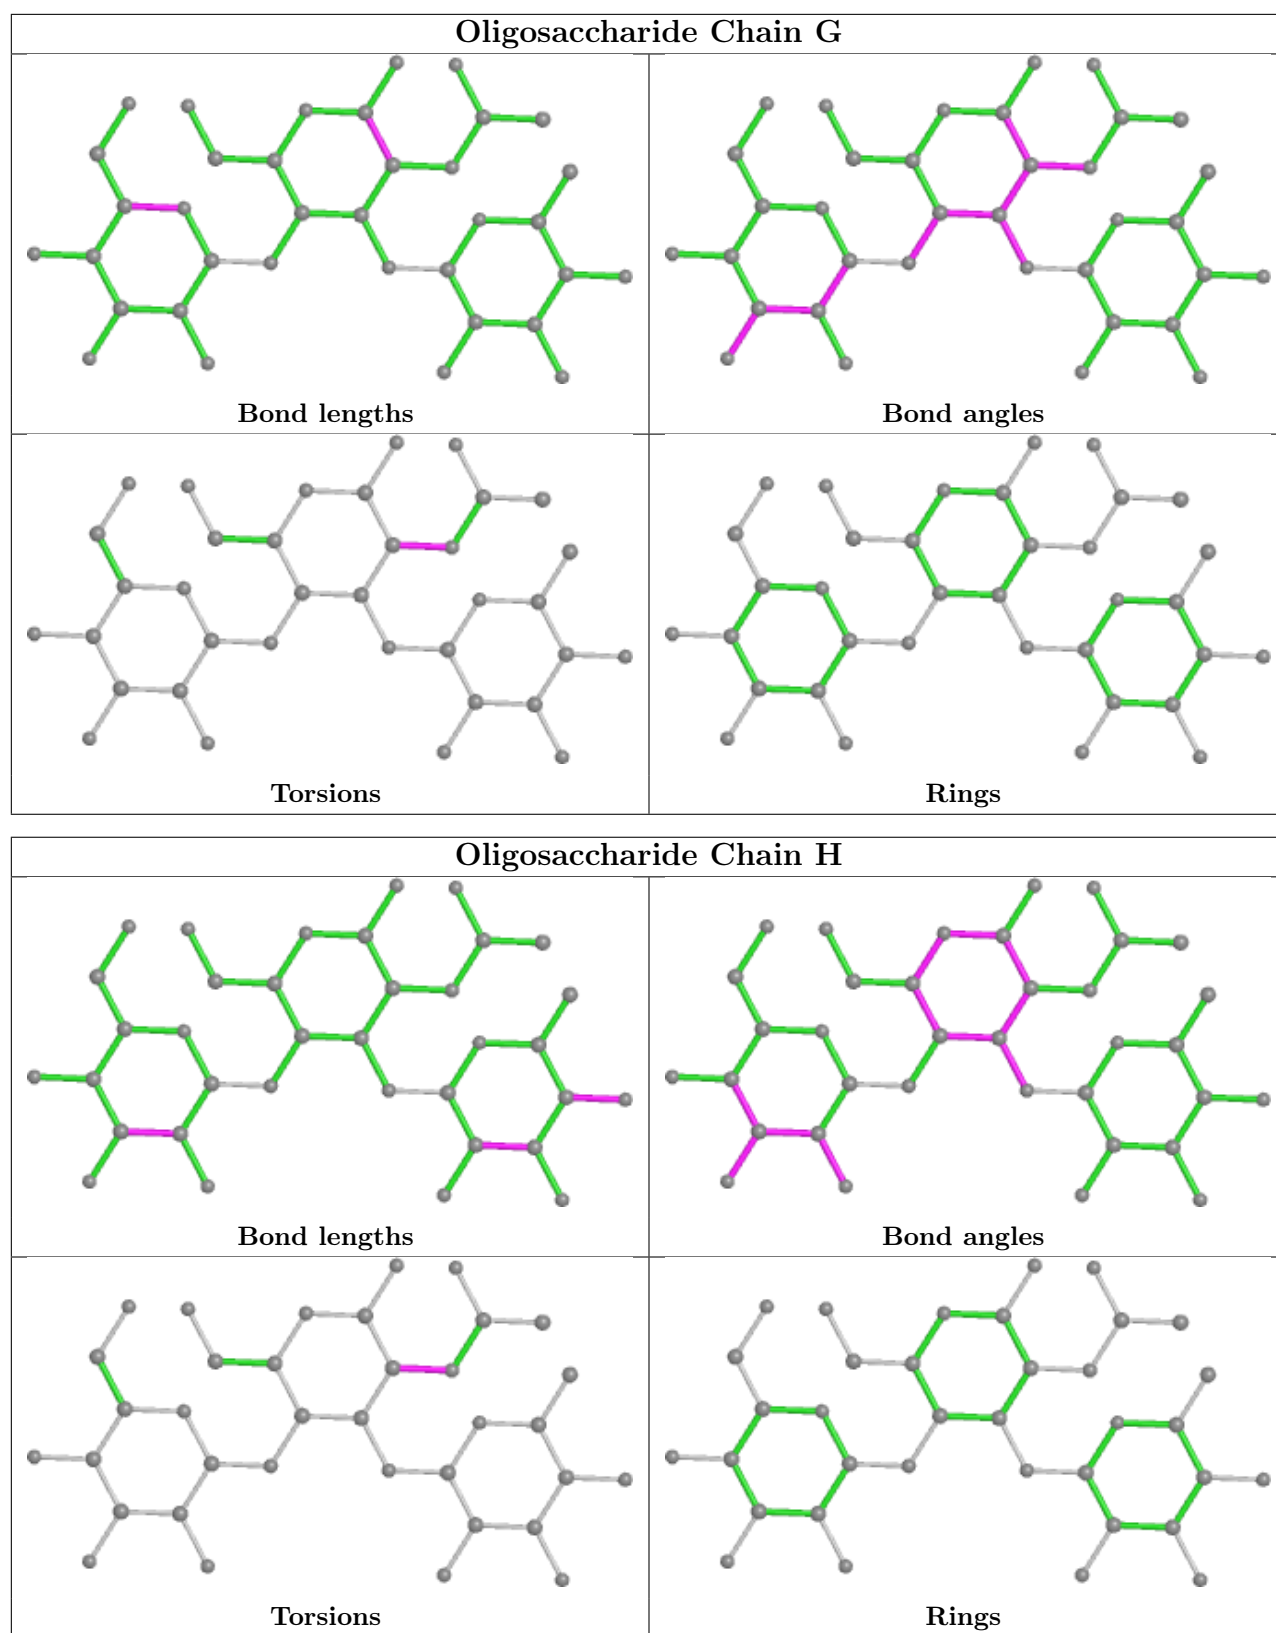 Oligosaccharide Chain G
Bond lengths
Bond angles
Torsions
Rings
Oligosaccharide Chain H
Bond lengths
Bond angles
Torsions
Rings